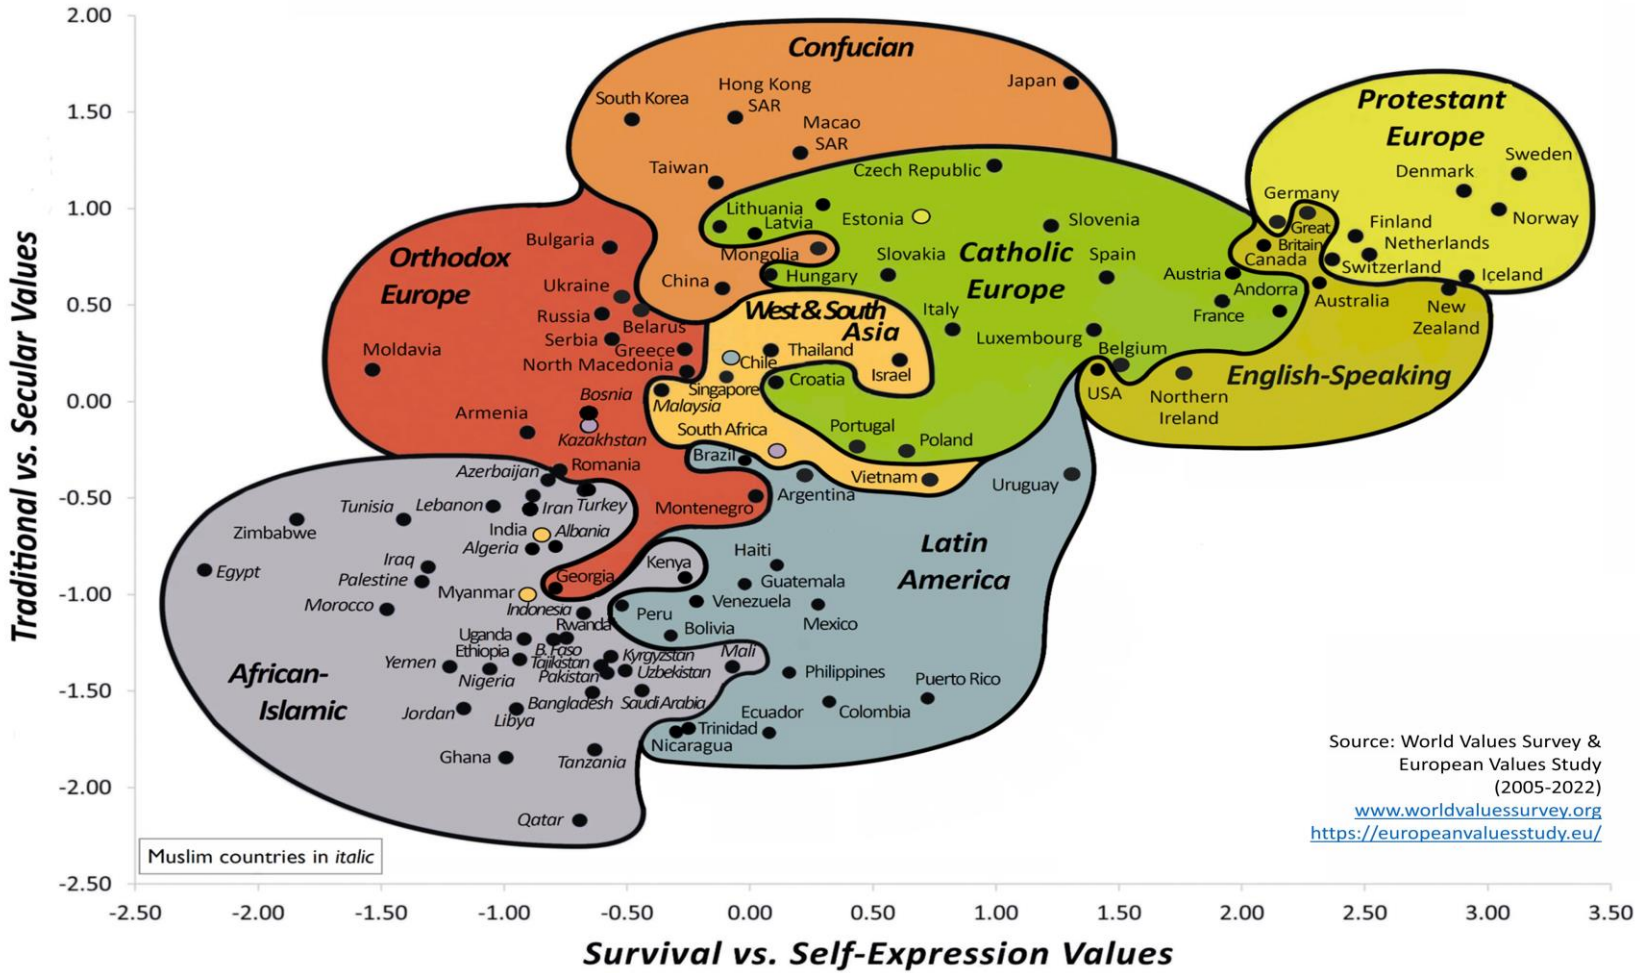 Traditional vs. Secular Values
2.00
1.50
1.00
0.50
0.00
-0.50
-1.00
-1.50
-2.00
-2.50
Confucian
Japan
Hong Kong
SAR
South Korea
Macao
SAR
Taiwan
Mongolia
China
Protestant
Europe
Sweden
Denmark
Norway
Germany
Finland
Netherlands
Switzerland
Iceland
Catholic
Europe
Czech Republic
Lithuania
Latvia
Estonia
Slovenia
Slovakia
Spain
Hungary
Austria
Andorra
France
Italy
Luxembourg
Belgium
Croatia
Portugal
Poland
English-Speaking
Great
Britain
Canada
Australia
New
Zealand
USA
Northern
Ireland
Orthodox
Europe
Bulgaria
Ukraine
Russia
Belarus
Serbia
Greece
North Macedonia
Moldavia
Bosnia
Armenia
Kazakhstan
Romania
Montenegro
Georgia
West & South
Asia
Thailand
Chile
Israel
Singapore
Malaysia
South Africa
Vietnam
Latin
America
Brazil
Argentina
Uruguay
Haiti
Guatemala
Venezuela
Peru
Mexico
Bolivia
Philippines
Puerto Rico
Ecuador
Colombia
Trinidad
Nicaragua
African-
Islamic
Azerbaijan
Tunisia
Lebanon
Iran
Turkey
Zimbabwe
India
Albania
Algeria
Iraq
Egypt
Palestine
Kenya
Myanmar
Morocco
Indonesia
Rwanda
Uganda
Ethiopia
B. Faso
Mali
Yemen
Tajikistan
Kyrgyzstan
Nigeria
Pakistan
Uzbekistan
Bangladesh
Saudi Arabia
Jordan
Libya
Ghana
Tanzania
Qatar
Source: World Values Survey &
European Values Study
(2005-2022)
www.worldvaluessurvey.org
https://europeanvaluesstudy.eu/
Muslim countries in italic
-2.50 -2.00 -1.50 -1.00 -0.50 0.00 0.50 1.00 1.50 2.00 2.50 3.00 3.50
Survival vs. Self-Expression Values